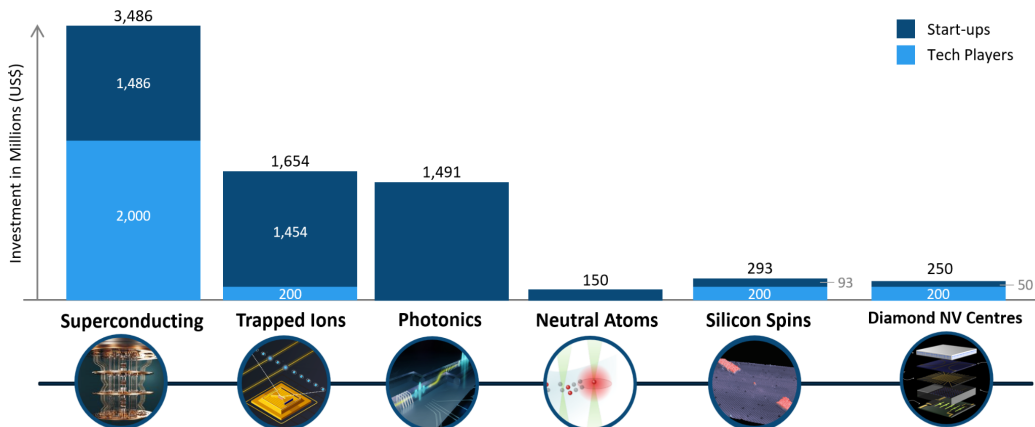 3,486
Start-ups
Tech Players
Investment in Millions (US$)
1,486
2,000
1,654
1,454
200
1,491
150
293
93
200
250
50
200
Superconducting
Trapped Ions
Photonics
Neutral Atoms
Silicon Spins
Diamond NV Centres